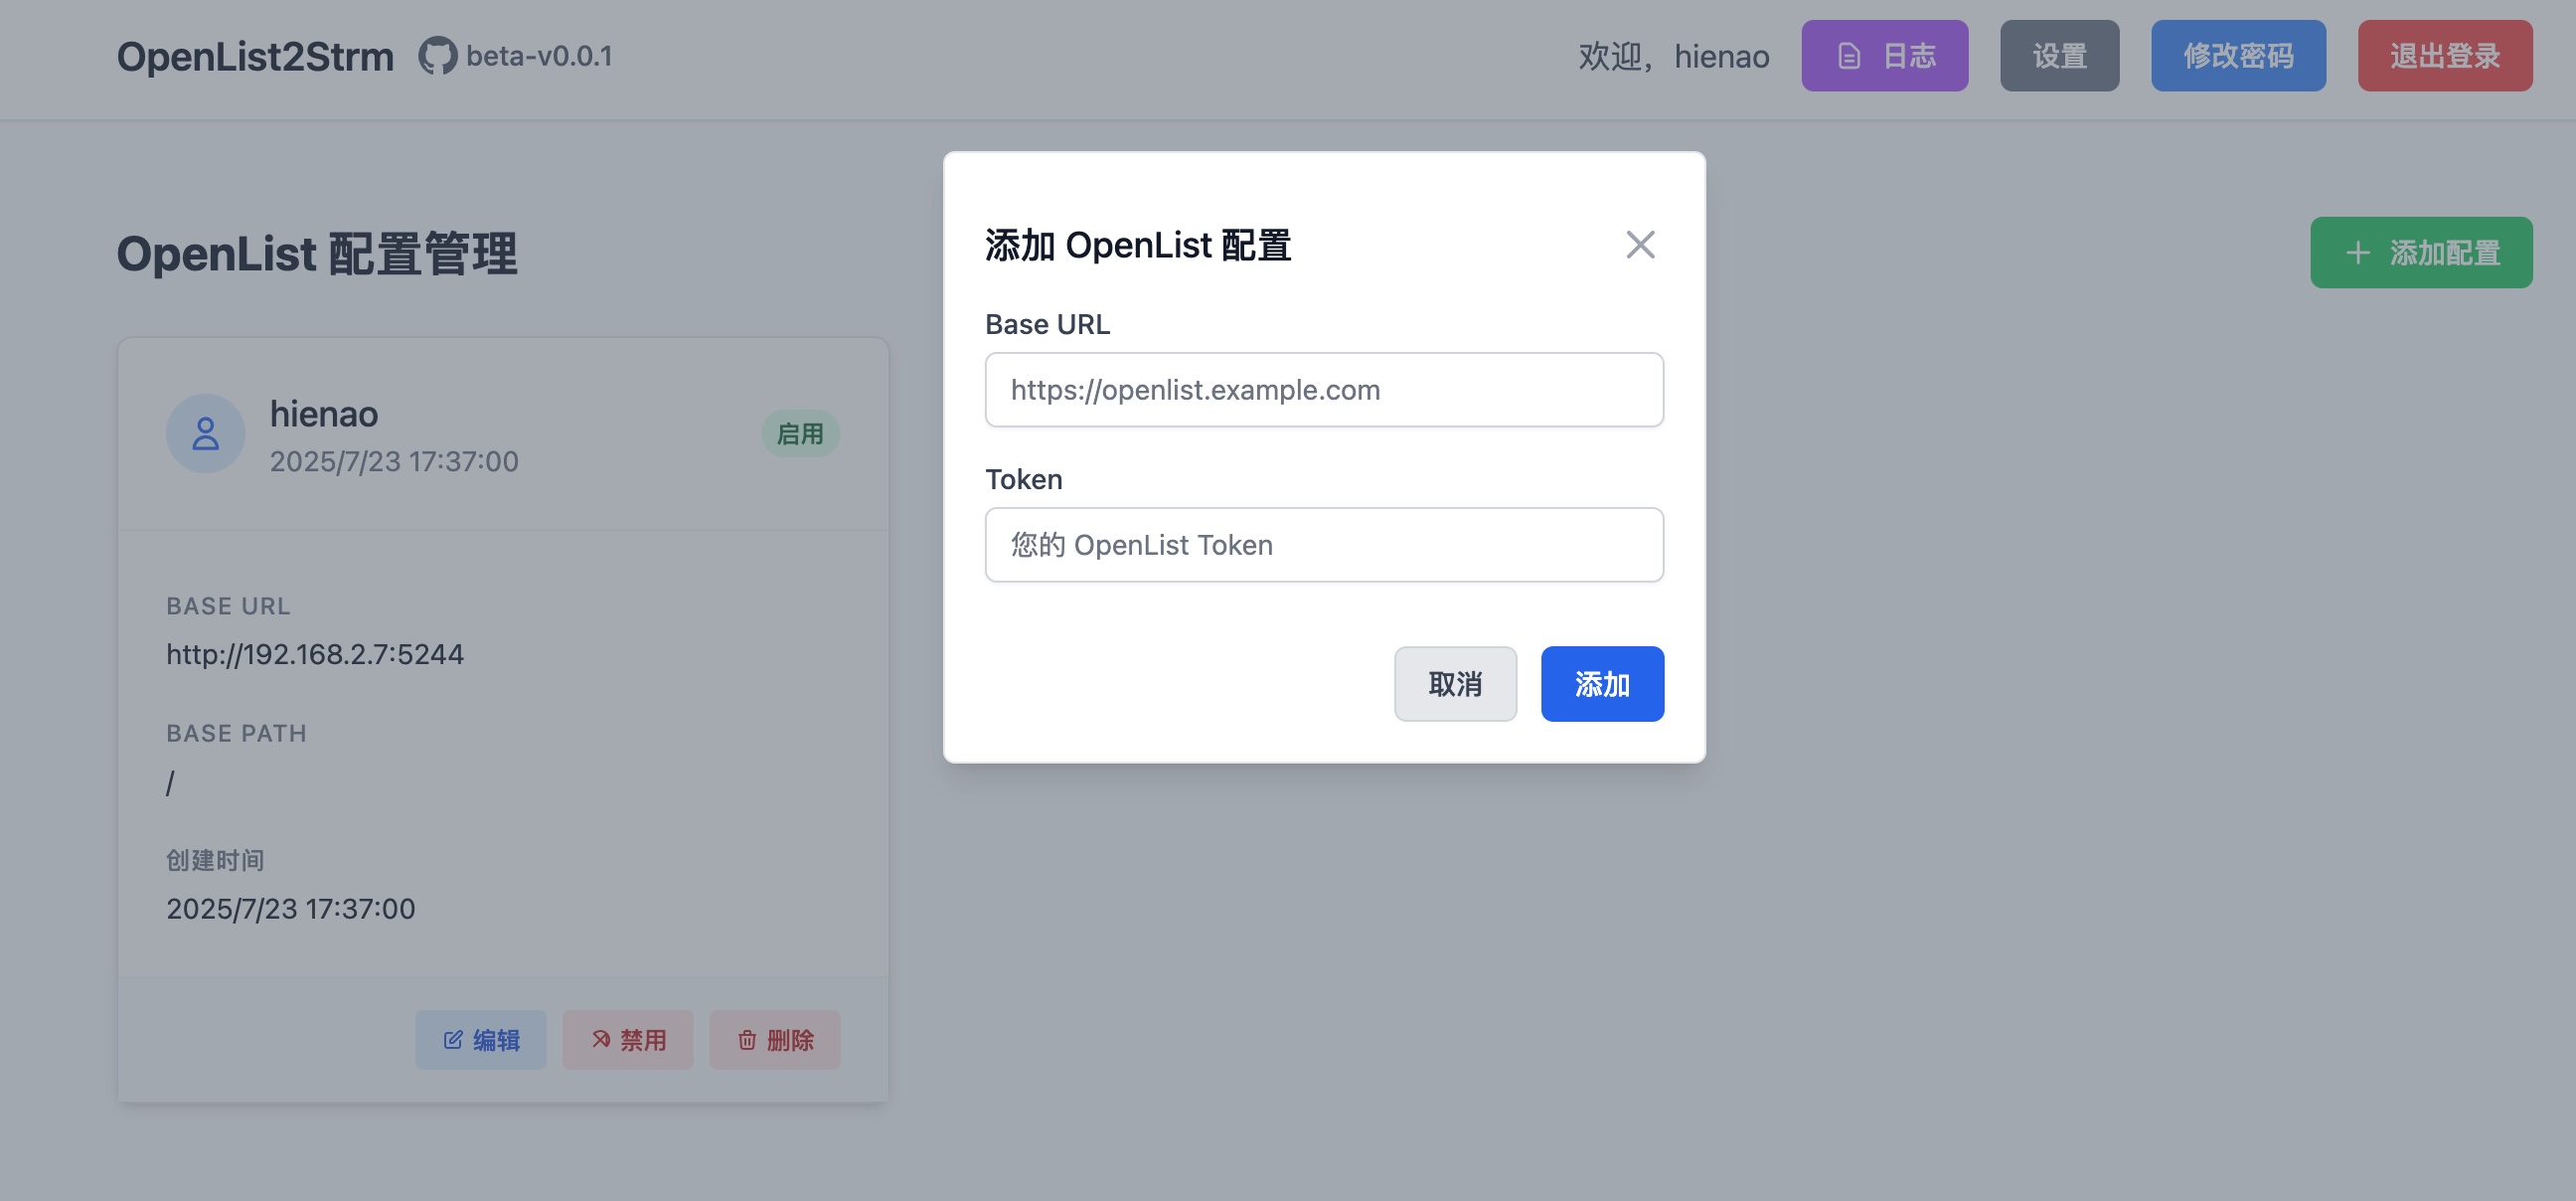 OpenList2Strm beta-v0.0.1 欢迎，hienao 日志 设置 修改密码 退出登录
OpenList 配置管理
添加配置
hienao
2025/7/23 17:37:00
启用
BASE URL
http://192.168.2.7:5244
BASE PATH
/
创建时间
2025/7/23 17:37:00
编辑 禁用 删除
添加 OpenList 配置
Base URL
https://openlist.example.com
Token
您的 OpenList Token
取消 添加